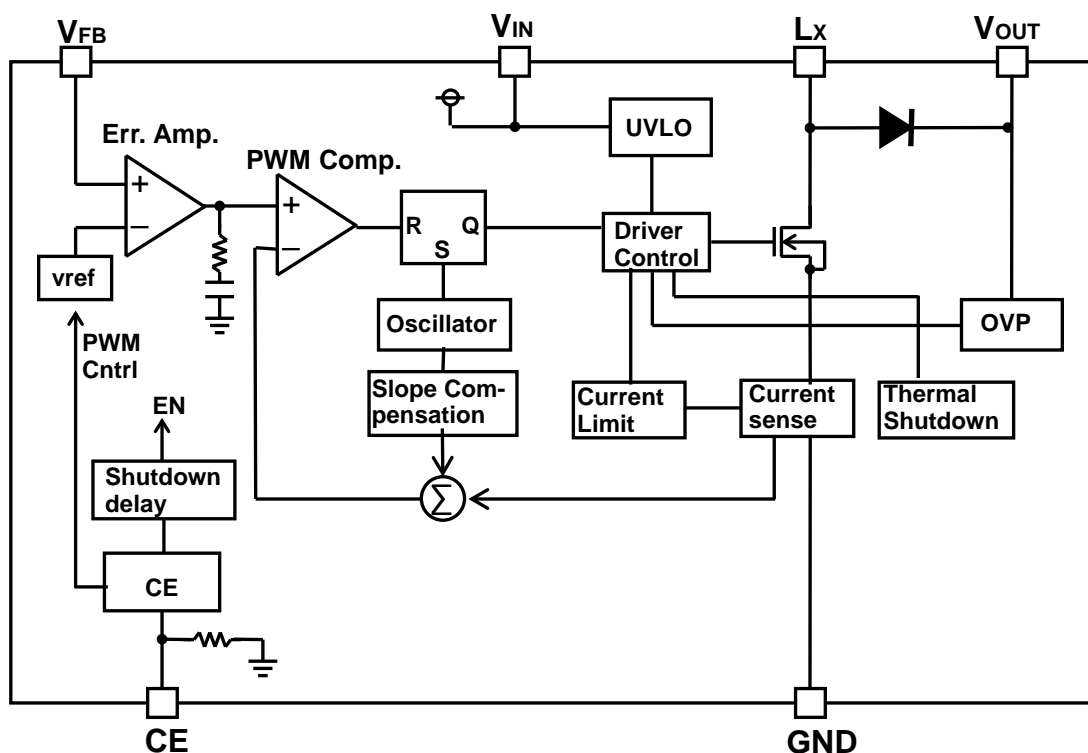 VFB
VIN
LX
VOUT
Err. Amp.
PWM Comp.
UVLO
+
−
+
−
R
Q
S
Driver
Control
vref
PWM
Cntrl
Oscillator
OVP
Slope Com-
pensation
Current
Limit
Current
sense
Thermal
Shutdown
EN
Shutdown
delay
Σ
CE
CE
GND